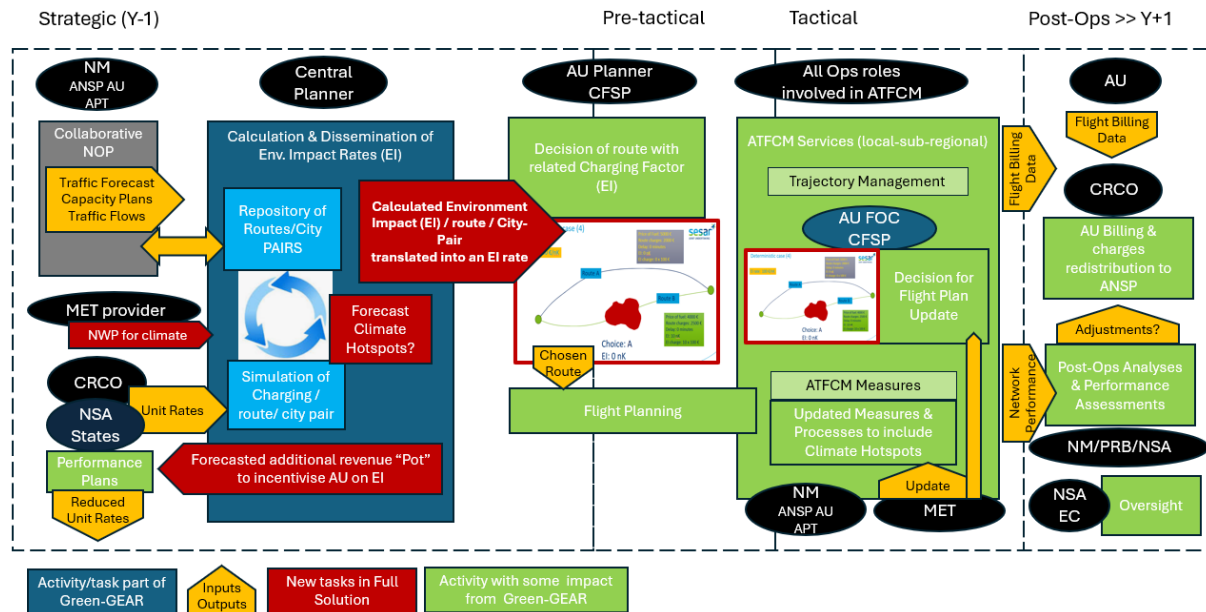 Strategic (Y-1)
Pre-tactical
Tactical
Post-Ops >> Y+1
NM
ANSP AU
APT
Central
Planner
AU Planner
CFSP
All Ops roles
involved in ATFCM
AU
Collaborative
NOP
Traffic Forecast
Capacity Plans
Traffic Flows
Calculation & Dissemination of
Env. Impact Rates (EI)
Repository of
Routes/City
PAIRS
Calculated Environment
Impact (EI) / route / City-
Pair
translated into an EI rate
Decision of route with
related Charging Factor
(EI)
case (4)
sesar
Route A
Route B
Choice: A
EI: 0 nK
Chosen
Route
Flight Planning
ATFCM Services (local-sub-regional)
Trajectory Management
AU FOC
CFSP
Deterministic case (4)
sesar
Choice: A
EI: 0 nK
Decision for
Flight Plan
Update
ATFCM Measures
Updated Measures &
Processes to include
Climate Hotspots
Update
NM
ANSP AU
APT
MET
Flight Billing
Data
Network
Performance
Flight Billing
Data
CRCO
AU Billing &
charges
redistribution to
ANSP
Adjustments?
Post-Ops Analyses
& Performance
Assessments
NM/PRB/NSA
NSA
EC
Oversight
MET provider
NWP for climate
Forecast
Climate
Hotspots?
CRCO
NSA
States
Unit Rates
Simulation of
Charging /
route/ city pair
Performance
Plans
Reduced
Unit Rates
Forecasted additional revenue “Pot”
to incentivise AU on EI
Activity/task part of
Green-GEAR
Inputs
Outputs
New tasks in Full
Solution
Activity with some impact
from Green-GEAR